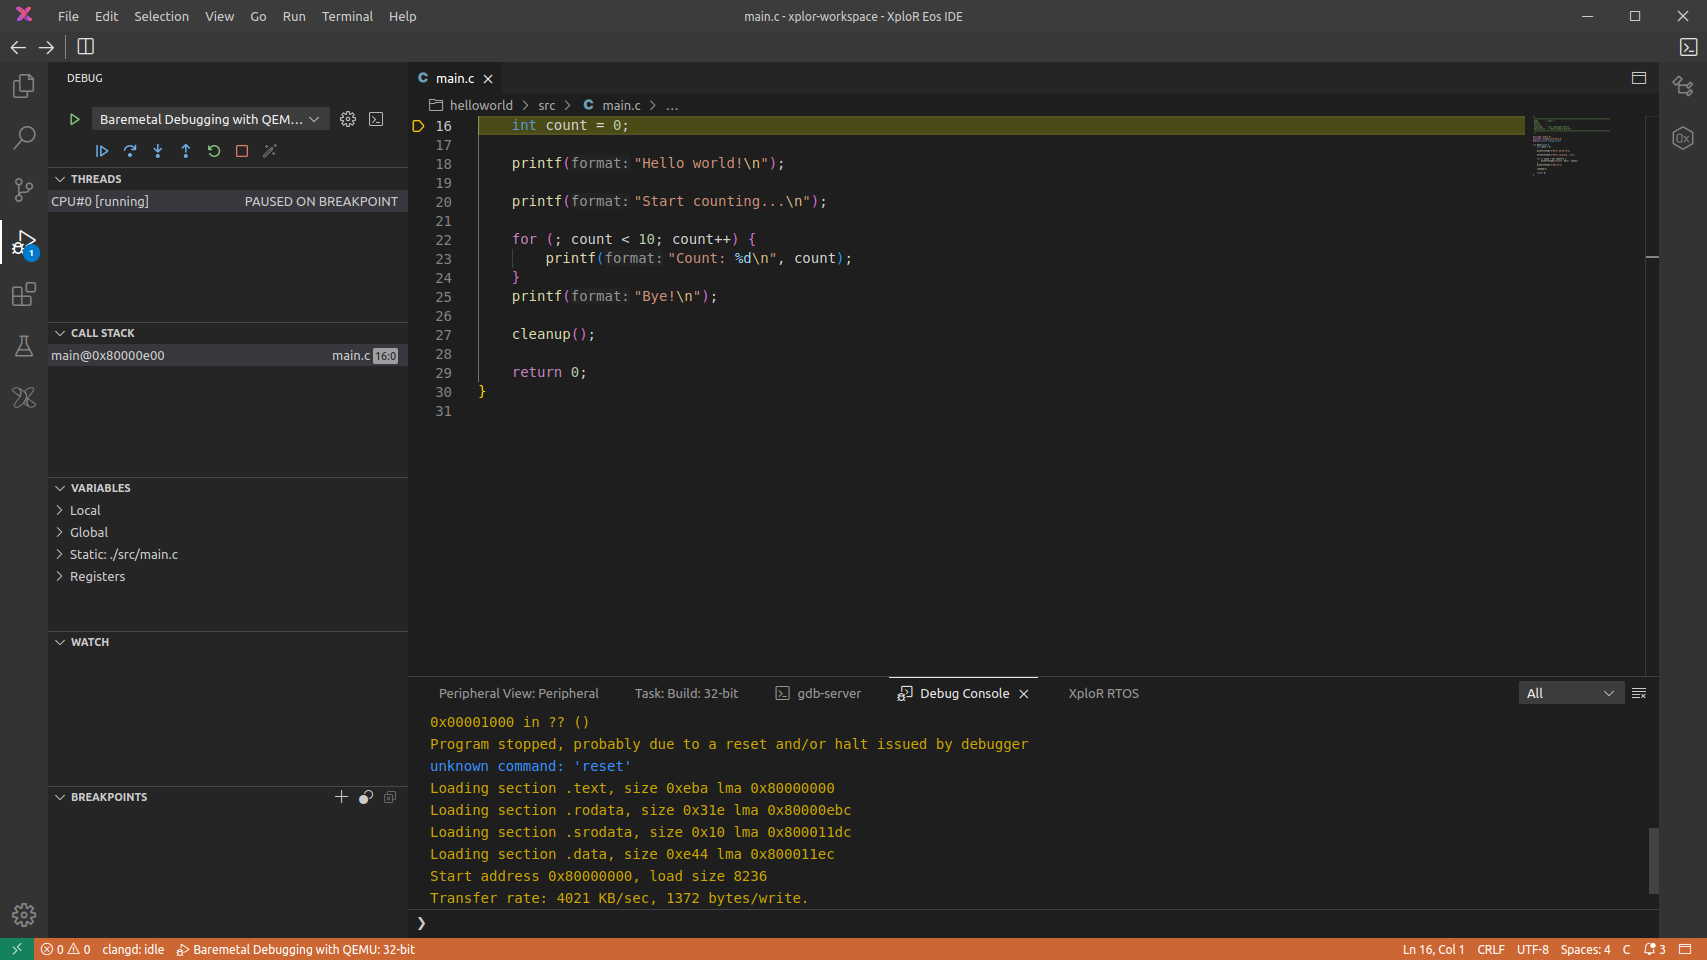 File Edit Selection View Go Run Terminal Help
main.c - xplor-workspace - XploR Eos IDE
DEBUG
Baremetal Debugging with QEM...
THREADS
CPU#0 [running] PAUSED ON BREAKPOINT
CALL STACK
main@0x80000e00 main.c 16:0
VARIABLES
Local
Global
Static: ./src/main.c
Registers
WATCH
BREAKPOINTS
1
C main.c
helloworld > src > C main.c > ...
16 int count = 0;
17
18 printf(format: "Hello world!\n");
19
20 printf(format: "Start counting...\n");
21
22 for (; count < 10; count++) {
23 printf(format: "Count: %d\n", count);
24 }
25 printf(format: "Bye!\n");
26
27 cleanup();
28
29 return 0;
30 }
31
0x
Peripheral View: Peripheral Task: Build: 32-bit gdb-server Debug Console XploR RTOS All
0x00001000 in ?? ()
Program stopped, probably due to a reset and/or halt issued by debugger
unknown command: 'reset'
Loading section .text, size 0xeba lma 0x80000000
Loading section .rodata, size 0x31e lma 0x80000ebc
Loading section .srodata, size 0x10 lma 0x800011dc
Loading section .data, size 0xe44 lma 0x800011ec
Start address 0x80000000, load size 8236
Transfer rate: 4021 KB/sec, 1372 bytes/write.
❯
0 0 clangd: idle Baremetal Debugging with QEMU: 32-bit Ln 16, Col 1 CRLF UTF-8 Spaces: 4 C 3